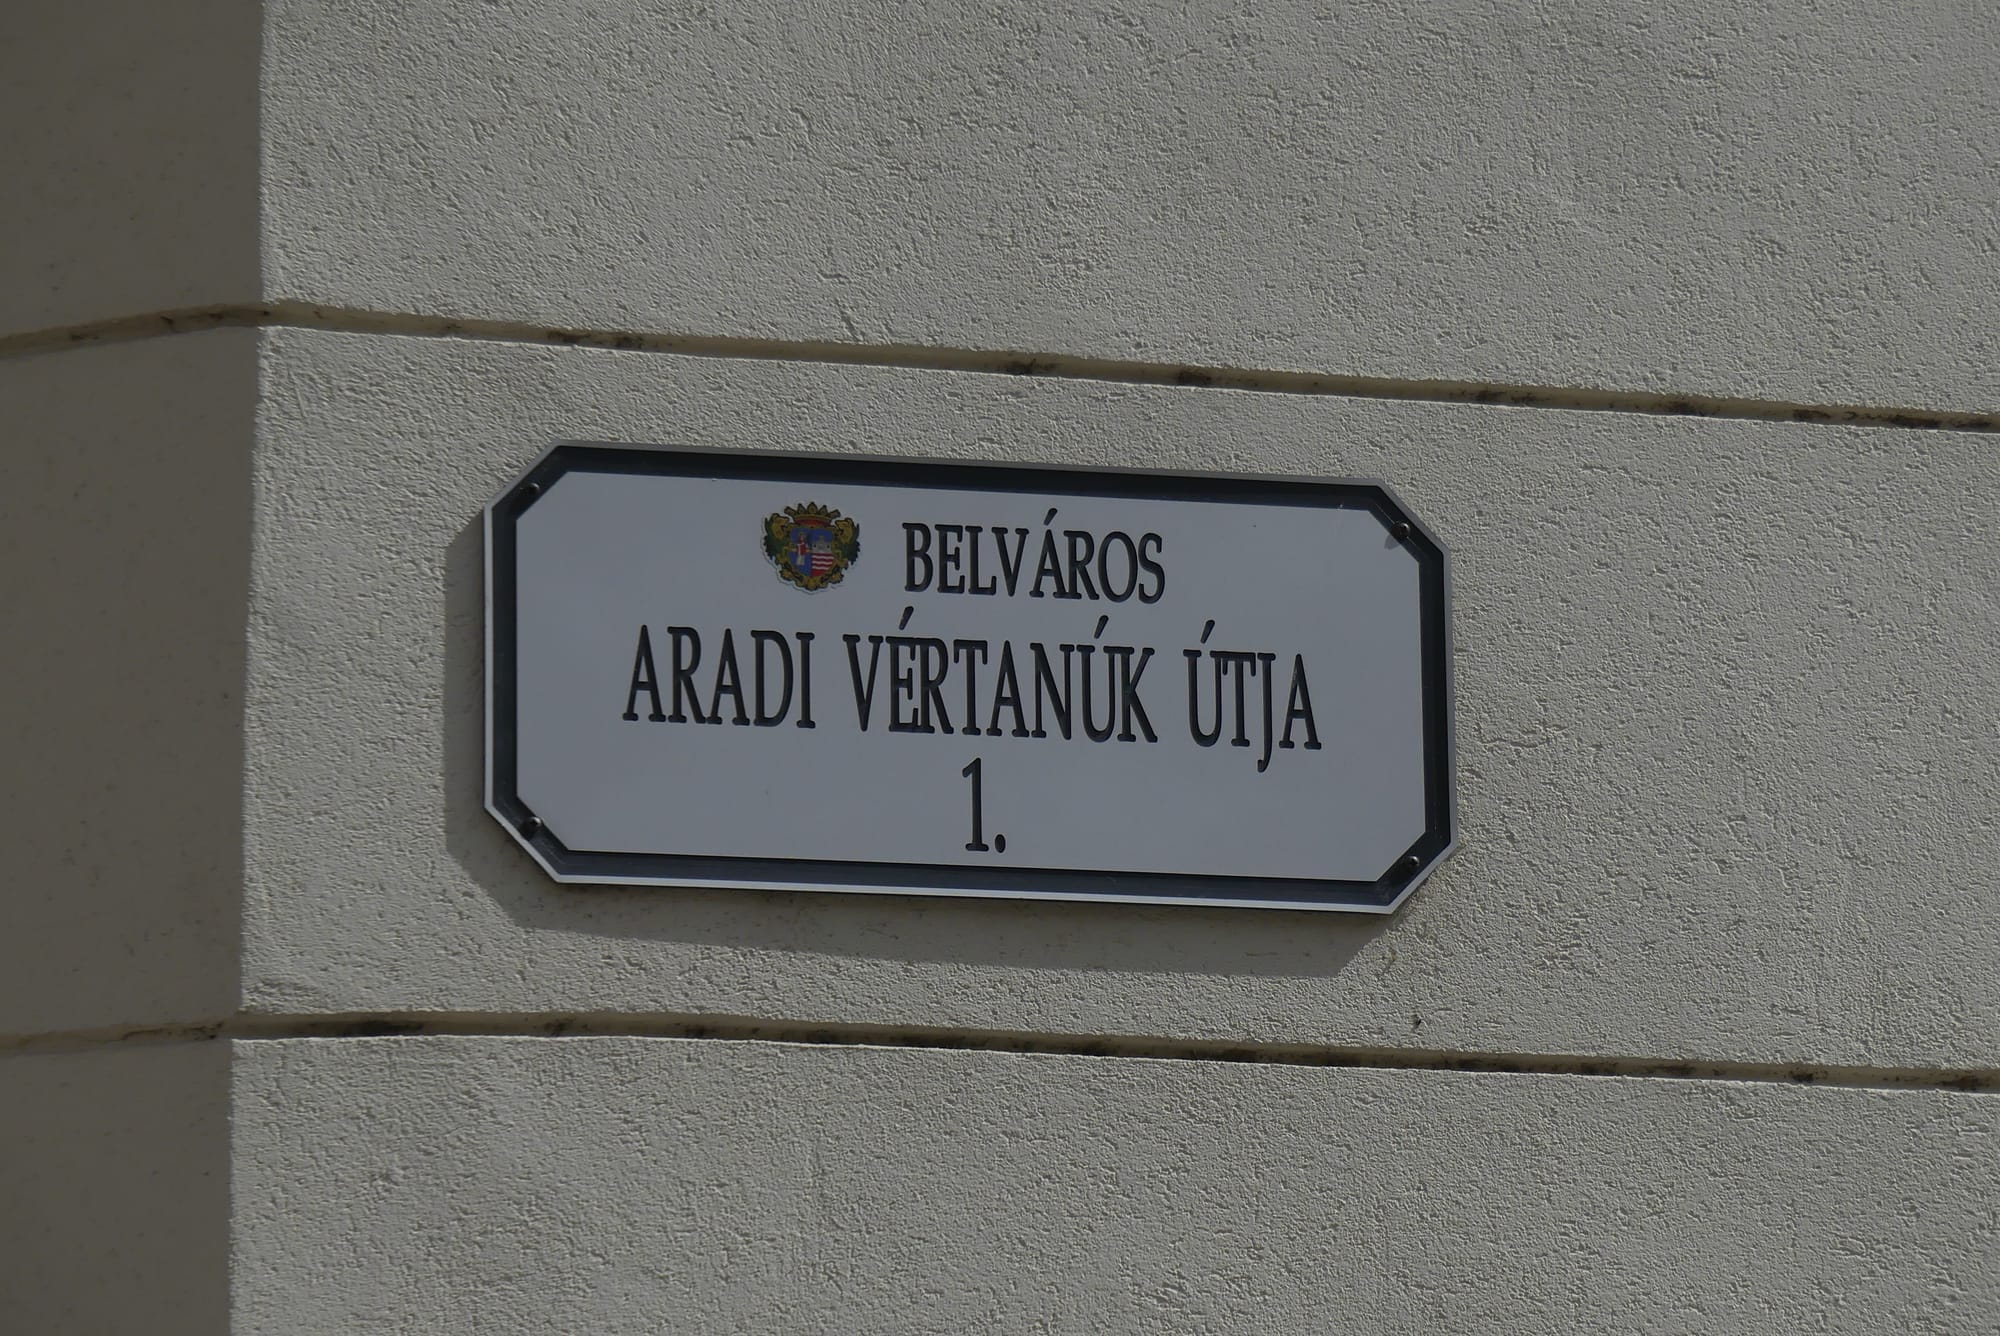 BELVÁROS
ARADI VÉRTANÚK ÚTJA
1.